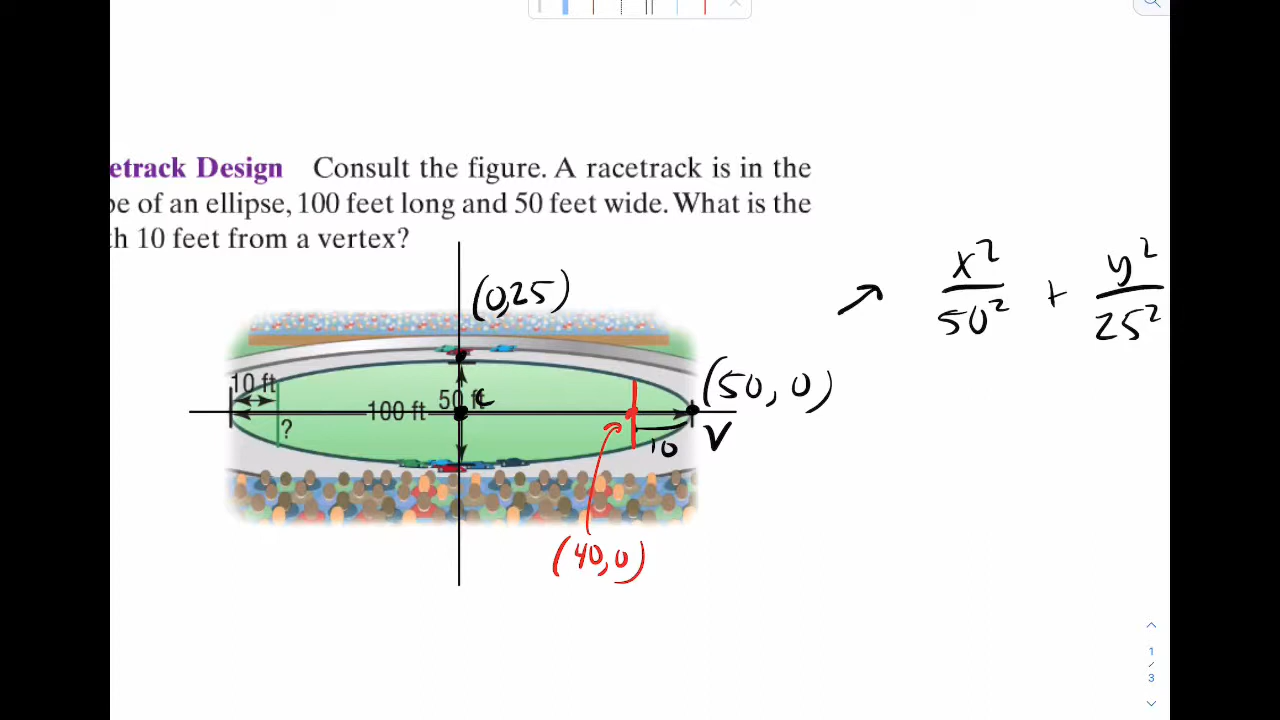 etrack Design Consult the figure. A racetrack is in the
pe of an ellipse, 100 feet long and 50 feet wide. What is the
th 10 feet from a vertex?
(0,25)
x²/50² + y²/25²
10 ft
100 ft
50 ft
C
(50, 0)
?
10
V
(40,0)
1
/
3